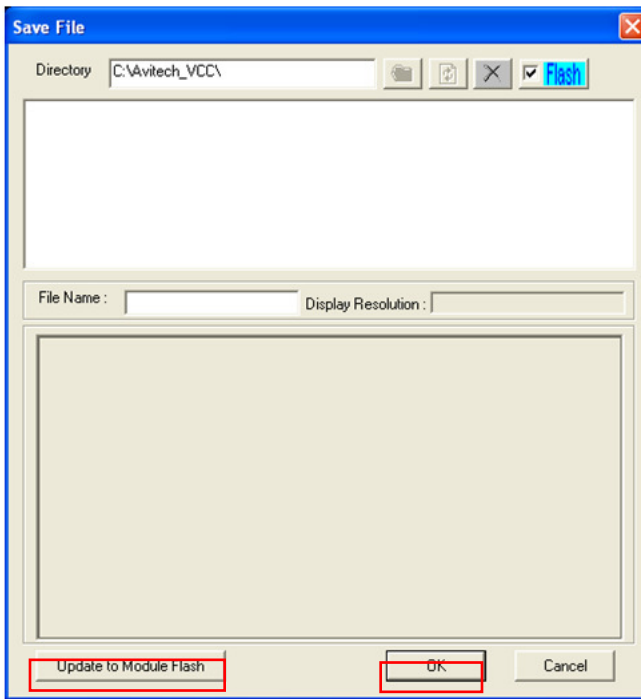 Save File
Directory C:\Avitech_VCC\ Flash
File Name : Display Resolution :
Update to Module Flash OK Cancel